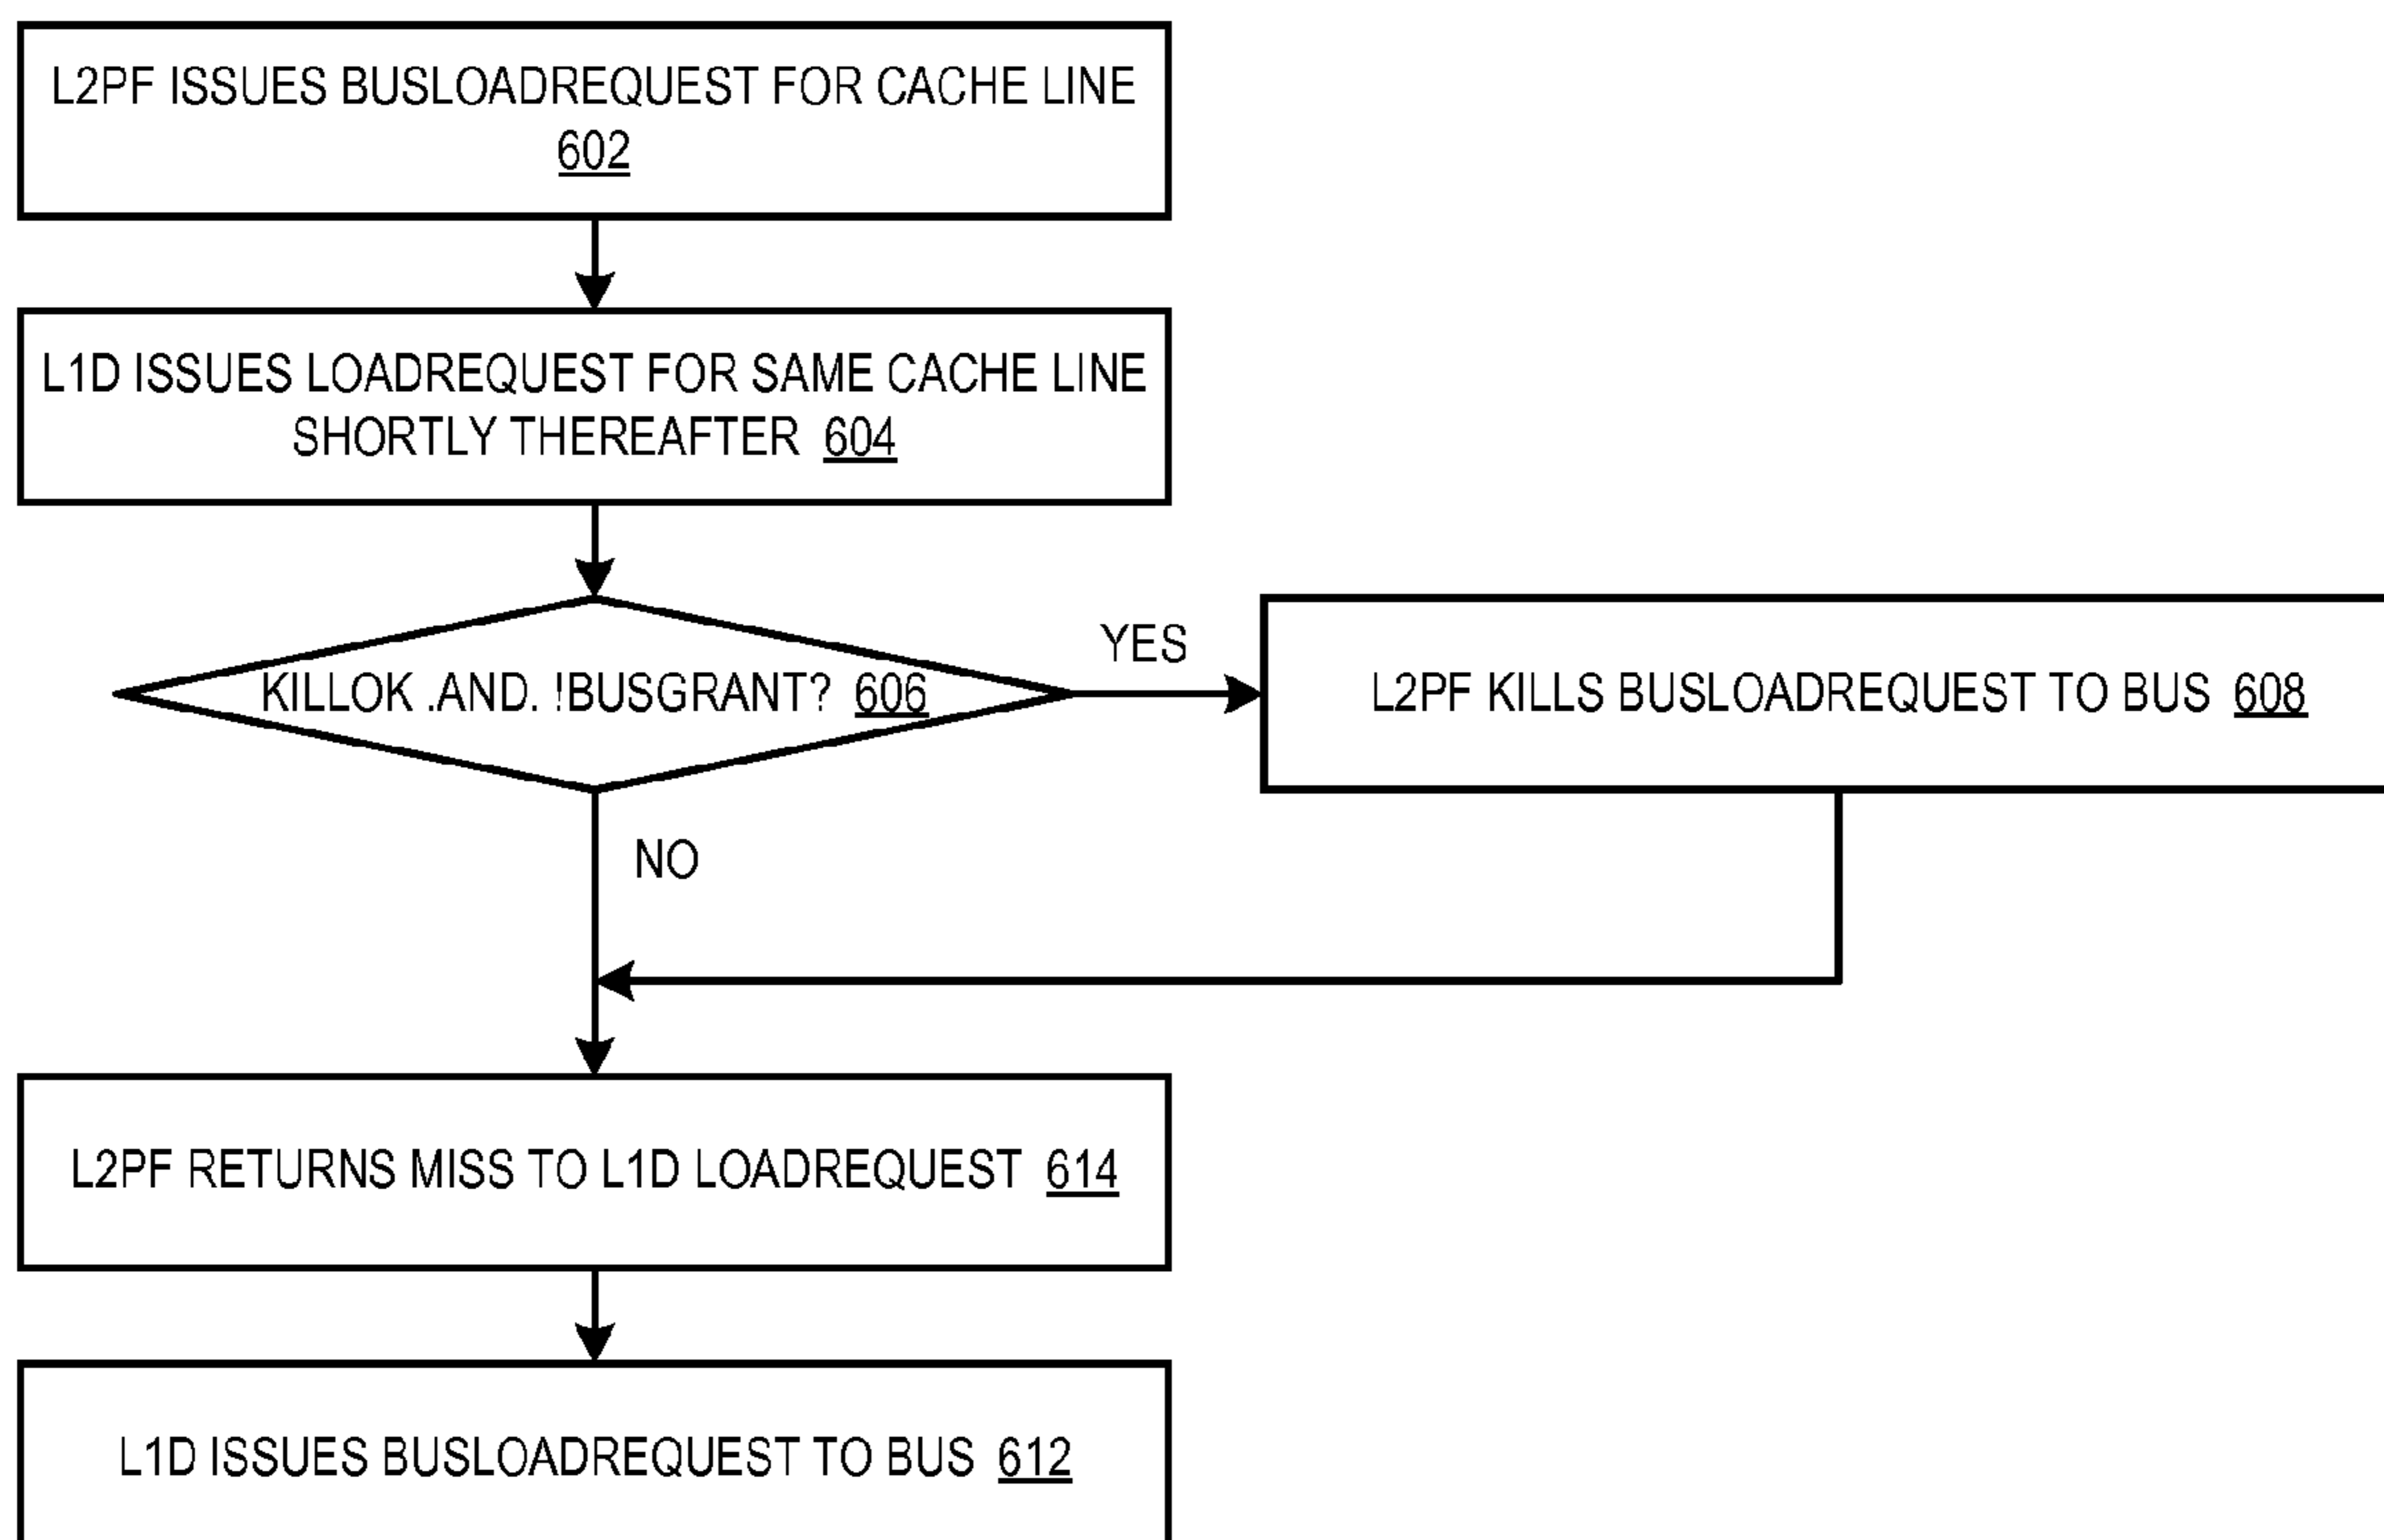 L2PF ISSUES BUSLOADREQUEST FOR CACHE LINE
602
L1D ISSUES LOADREQUEST FOR SAME CACHE LINE
SHORTLY THEREAFTER 604
KILLOK .AND. !BUSGRANT? 606
YES
L2PF KILLS BUSLOADREQUEST TO BUS 608
NO
L2PF RETURNS MISS TO L1D LOADREQUEST 614
L1D ISSUES BUSLOADREQUEST TO BUS 612